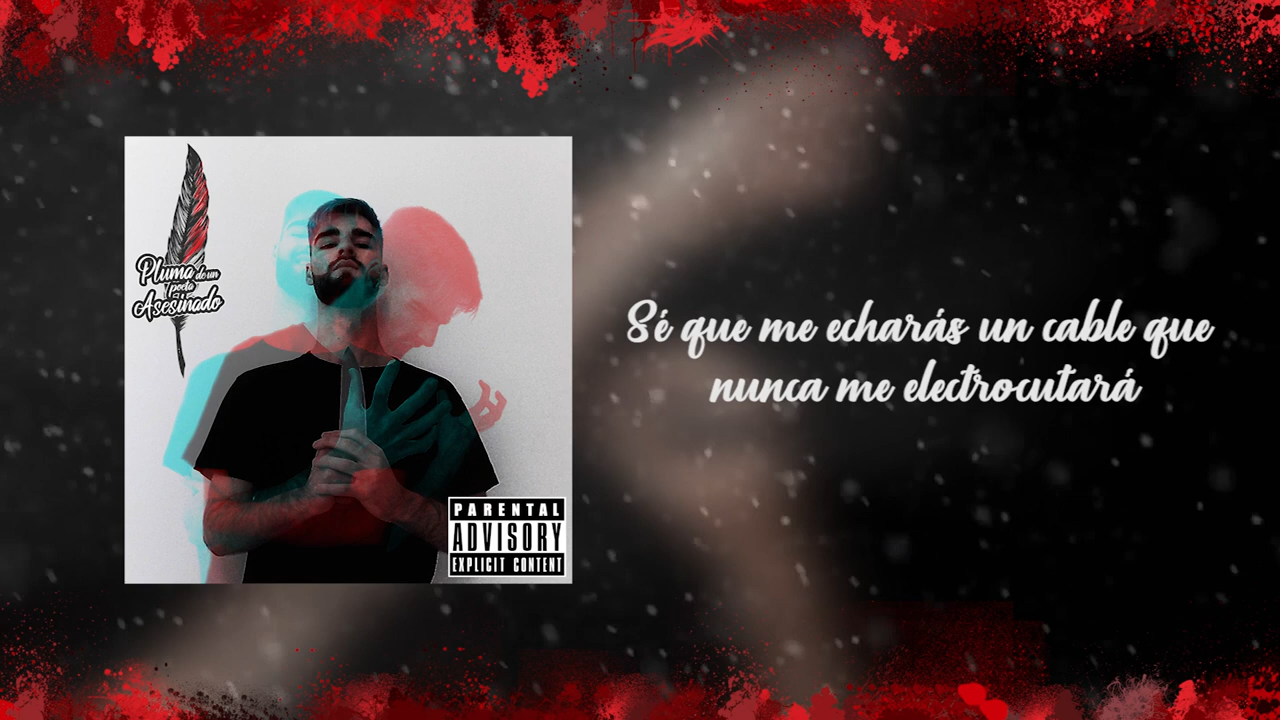 Pluma de un
poeta
Asesinado
Sé que me echarás un cable que
nunca me electrocutará
PARENTAL
ADVISORY
EXPLICIT CONTENT